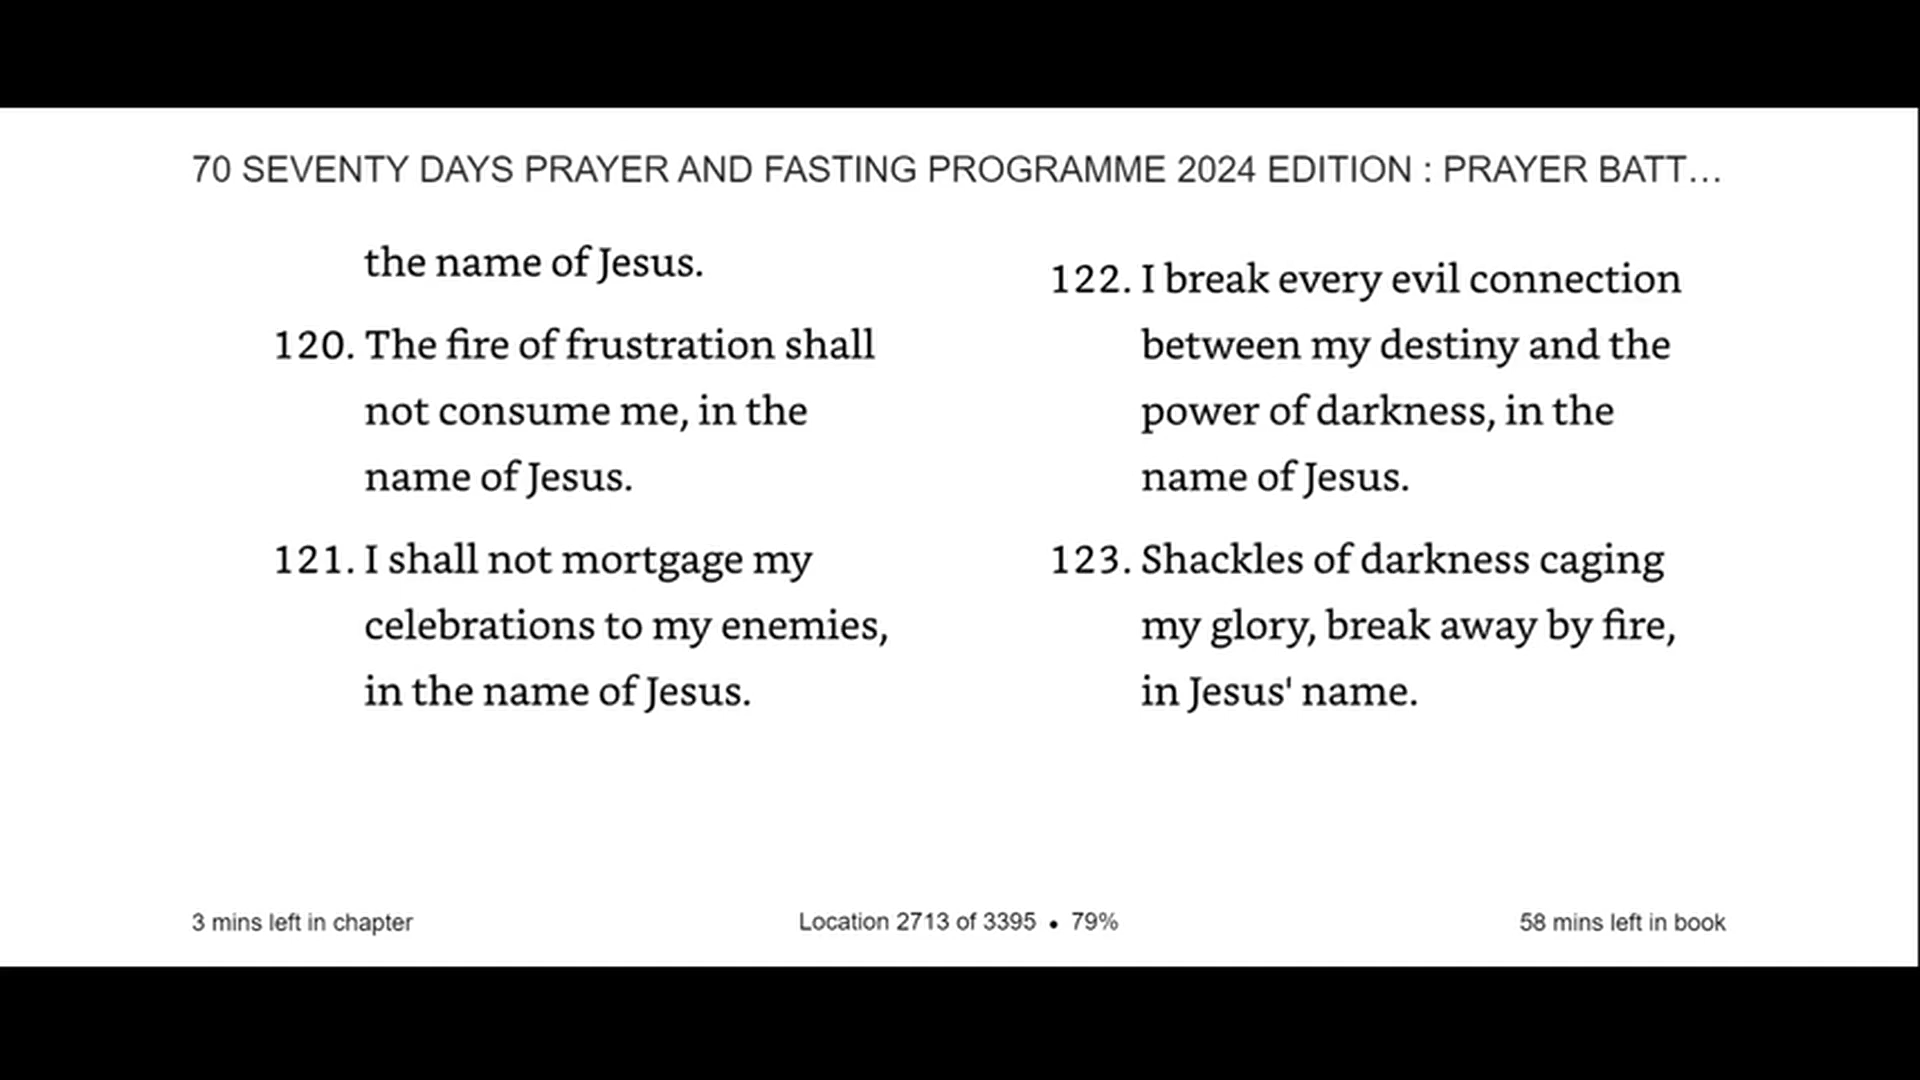 70 SEVENTY DAYS PRAYER AND FASTING PROGRAMME 2024 EDITION : PRAYER BATT…
the name of Jesus.
120. The fire of frustration shall
not consume me, in the
name of Jesus.
121. I shall not mortgage my
celebrations to my enemies,
in the name of Jesus.
122. I break every evil connection
between my destiny and the
power of darkness, in the
name of Jesus.
123. Shackles of darkness caging
my glory, break away by fire,
in Jesus' name.
3 mins left in chapter
Location 2713 of 3395 • 79%
58 mins left in book